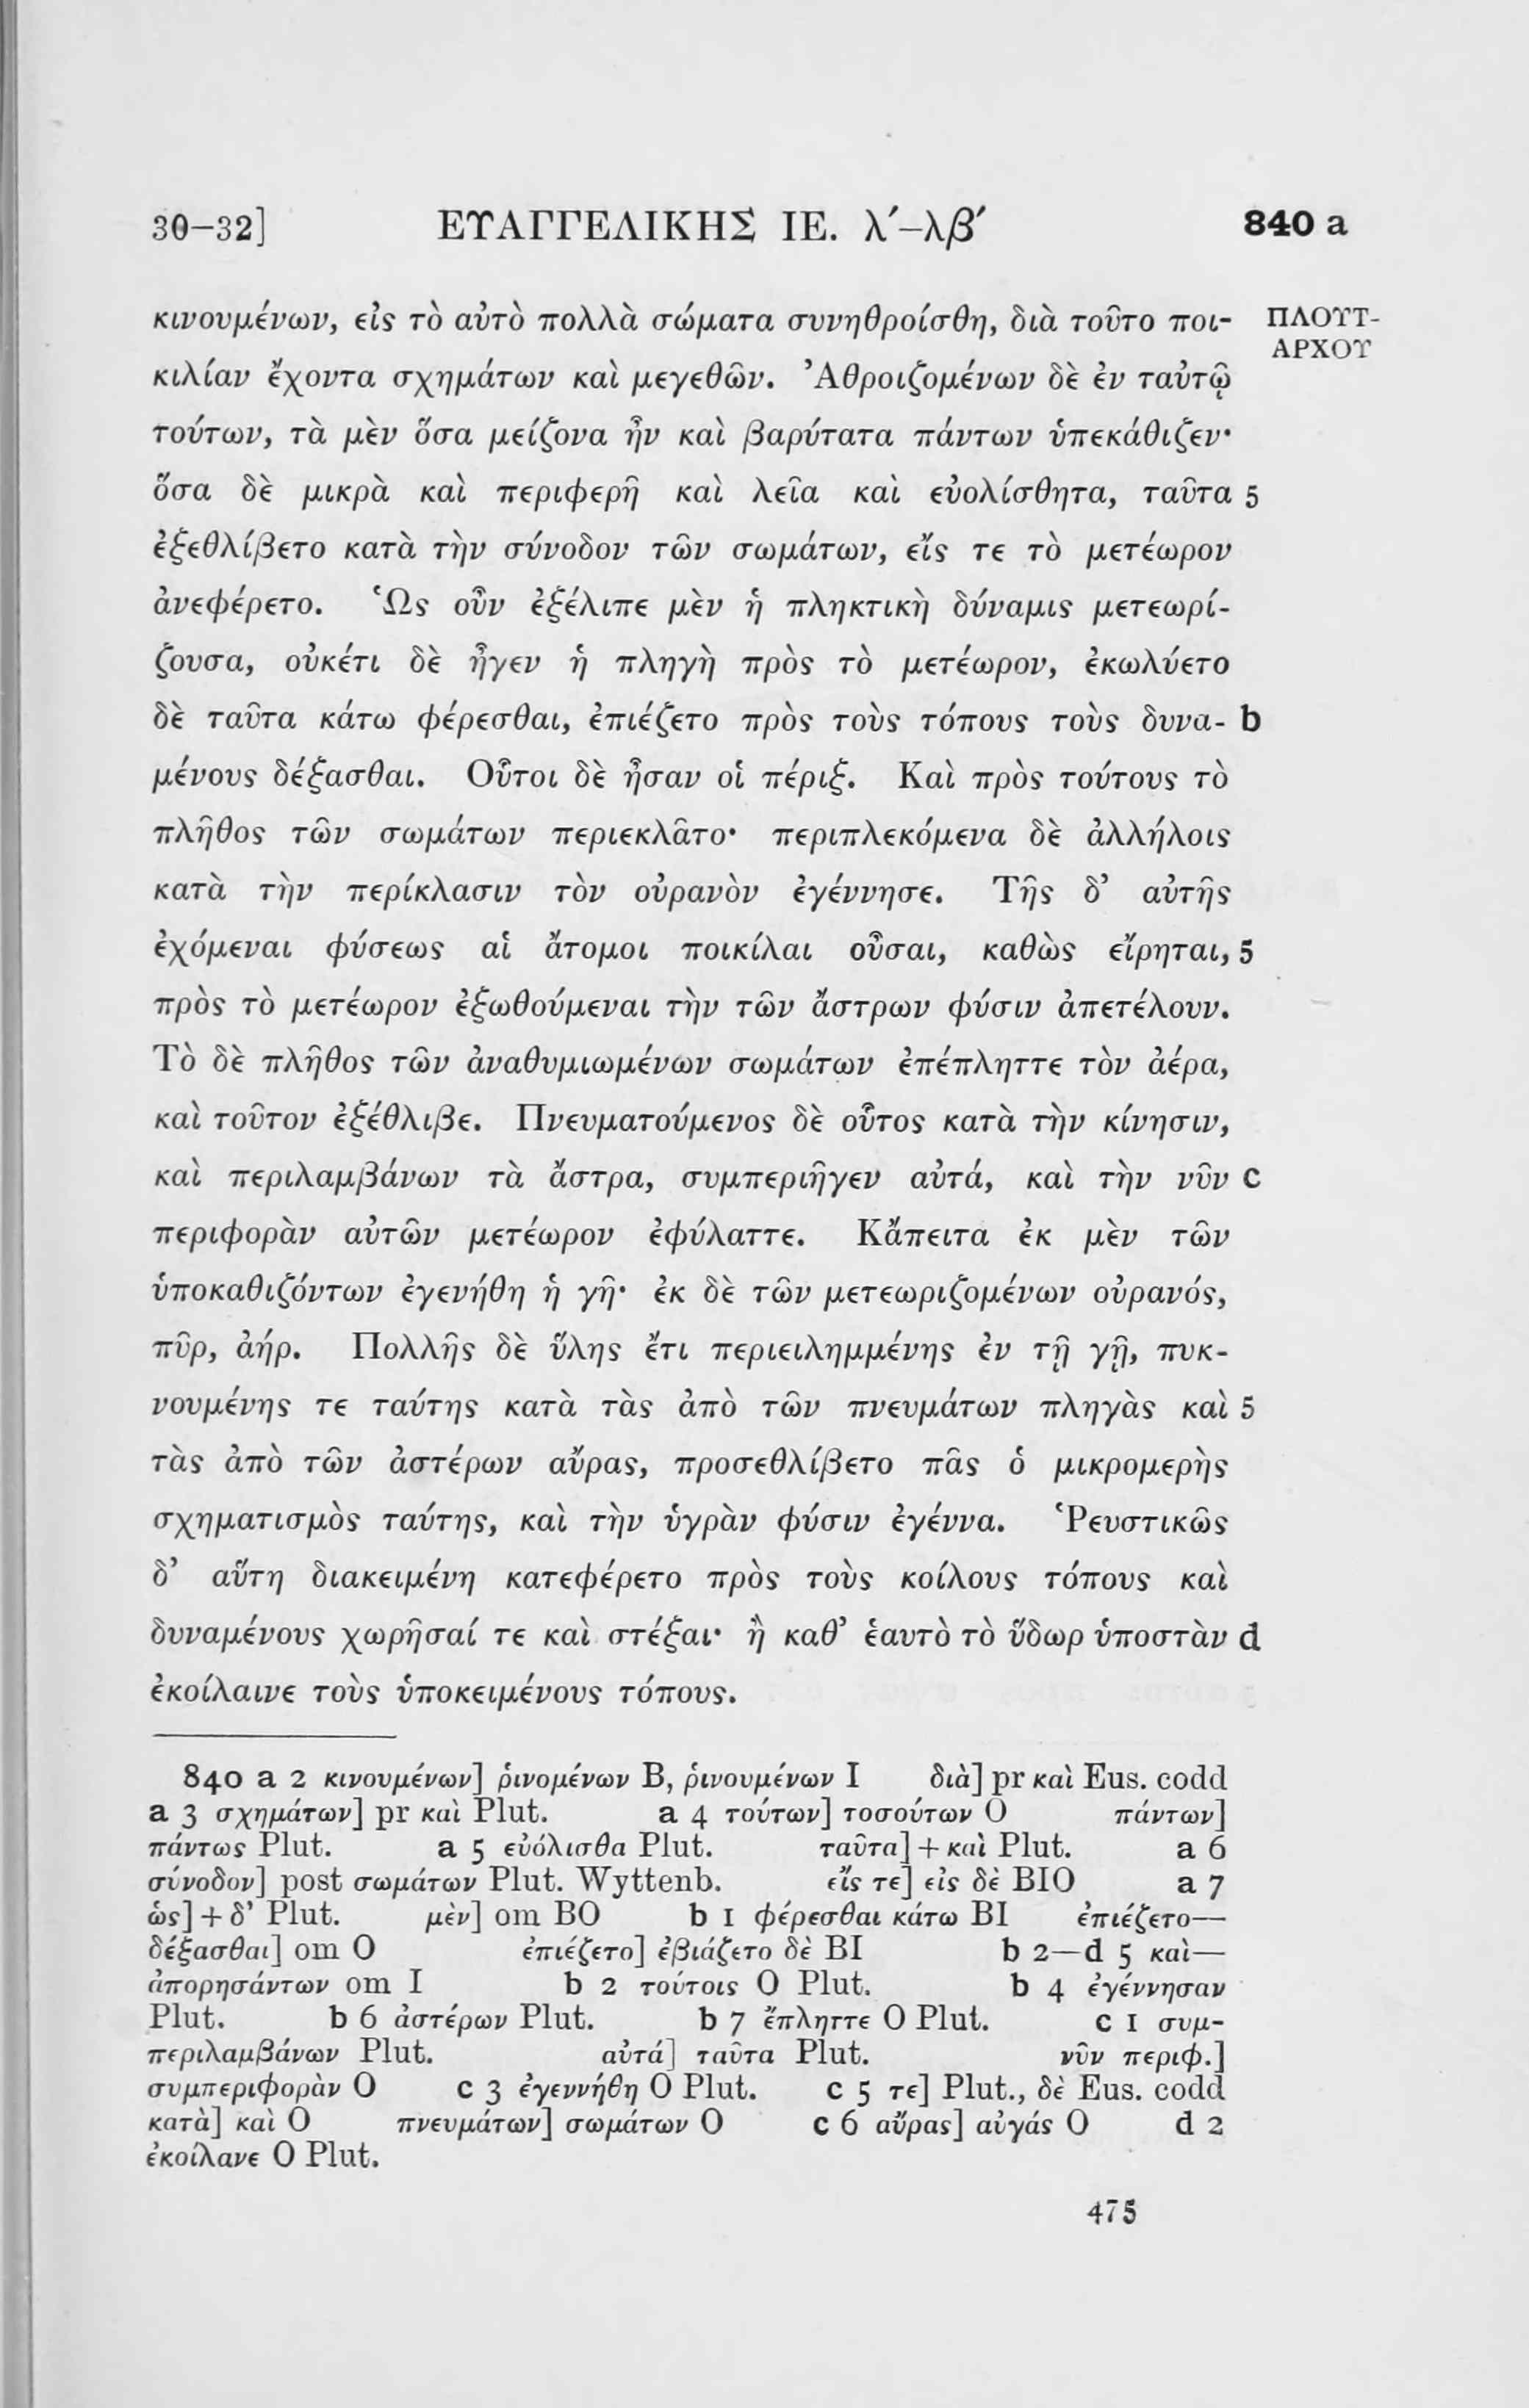 30–32] ΕΥΑΓΓΕΛΙΚΗΣ ΙΕ. λ´–λβ´ 840 a
κινουμένων, εἰς τὸ αὐτὸ πολλὰ σώματα συνηθροίσθη, διὰ τοῦτο ποι- ΠΛΟΥΤ-
ΑΡΧΟΥ
κιλίαν ἔχοντα σχημάτων καὶ μεγεθῶν. Ἀθροιζομένων δὲ ἐν ταὐτῷ
τούτων, τὰ μὲν ὅσα μείζονα ἦν καὶ βαρύτατα πάντων ὑπεκάθιζεν·
ὅσα δὲ μικρὰ καὶ περιφερῆ καὶ λεῖα καὶ εὐολίσθητα, ταῦτα 5
ἐξεθλίβετο κατὰ τὴν σύνοδον τῶν σωμάτων, εἴς τε τὸ μετέωρον
ἀνεφέρετο. Ὡς οὖν ἐξέλιπε μὲν ἡ πληκτικὴ δύναμις μετεωρί-
ζουσα, οὐκέτι δὲ ἦγεν ἡ πληγὴ πρὸς τὸ μετέωρον, ἐκωλύετο
δὲ ταῦτα κάτω φέρεσθαι, ἐπιέζετο πρὸς τοὺς τόπους τοὺς δυνα- b
μένους δέξασθαι. Οὗτοι δὲ ἦσαν οἱ πέριξ. Καὶ πρὸς τούτους τὸ
πλῆθος τῶν σωμάτων περιεκλᾶτο· περιπλεκόμενα δὲ ἀλλήλοις
κατὰ τὴν περίκλασιν τὸν οὐρανὸν ἐγέννησε. Τῆς δ’ αὐτῆς
ἐχόμεναι φύσεως αἱ ἄτομοι ποικίλαι οὖσαι, καθὼς εἴρηται, 5
πρὸς τὸ μετέωρον ἐξωθούμεναι τὴν τῶν ἄστρων φύσιν ἀπετέλουν.
Τὸ δὲ πλῆθος τῶν ἀναθυμιωμένων σωμάτων ἐπέπληττε τὸν ἀέρα,
καὶ τοῦτον ἐξέθλιβε. Πνευματούμενος δὲ οὗτος κατὰ τὴν κίνησιν,
καὶ περιλαμβάνων τὰ ἄστρα, συμπεριῆγεν αὐτά, καὶ τὴν νῦν c
περιφορὰν αὐτῶν μετέωρον ἐφύλαττε. Κἄπειτα ἐκ μὲν τῶν
ὑποκαθιζόντων ἐγενήθη ἡ γῆ· ἐκ δὲ τῶν μετεωριζομένων οὐρανός,
πῦρ, ἀήρ. Πολλῆς δὲ ὕλης ἔτι περιειλημμένης ἐν τῇ γῇ, πυκ-
νουμένης τε ταύτης κατὰ τὰς ἀπὸ τῶν πνευμάτων πληγὰς καὶ 5
τὰς ἀπὸ τῶν ἀστέρων αὔρας, προσεθλίβετο πᾶς ὁ μικρομερὴς
σχηματισμὸς ταύτης, καὶ τὴν ὑγρὰν φύσιν ἐγέννα. Ῥευστικῶς
δ’ αὕτη διακειμένη κατεφέρετο πρὸς τοὺς κοίλους τόπους καὶ
δυναμένους χωρῆσαί τε καὶ στέξαι· ἢ καθ’ ἑαυτὸ τὸ ὕδωρ ὑποστὰν d
ἐκοίλαινε τοὺς ὑποκειμένους τόπους.
840 a 2 κινουμένων] ῥινομένων B, ῥινουμένων I διὰ] pr καὶ Eus. codd
a 3 σχημάτων] pr καὶ Plut. a 4 τούτων] τοσούτων O πάντων]
πάντως Plut. a 5 εὐόλισθα Plut. ταῦτα] + καὶ Plut. a 6
σύνοδον] post σωμάτων Plut. Wyttenb. εἴς τε] εἰς δὲ BIO a 7
ὡς] + δ’ Plut. μὲν] om BO b 1 φέρεσθαι κάτω BI ἐπιέζετο—
δέξασθαι] om O ἐπιέζετο] ἐβιάζετο δὲ BI b 2—d 5 καὶ—
ἀπορησάντων om I b 2 τούτοις O Plut. b 4 ἐγέννησαν
Plut. b 6 ἀστέρων Plut. b 7 ἔπληττε O Plut. c 1 συμ-
περιλαμβάνων Plut. αὐτά] ταῦτα Plut. νῦν περιφ.]
συμπεριφορὰν O c 3 ἐγεννήθη O Plut. c 5 τε] Plut., δὲ Eus. codd
κατὰ] καὶ O πνευμάτων] σωμάτων O c 6 αὔρας] αὐγάς O d 2
ἐκοίλανε O Plut.
475